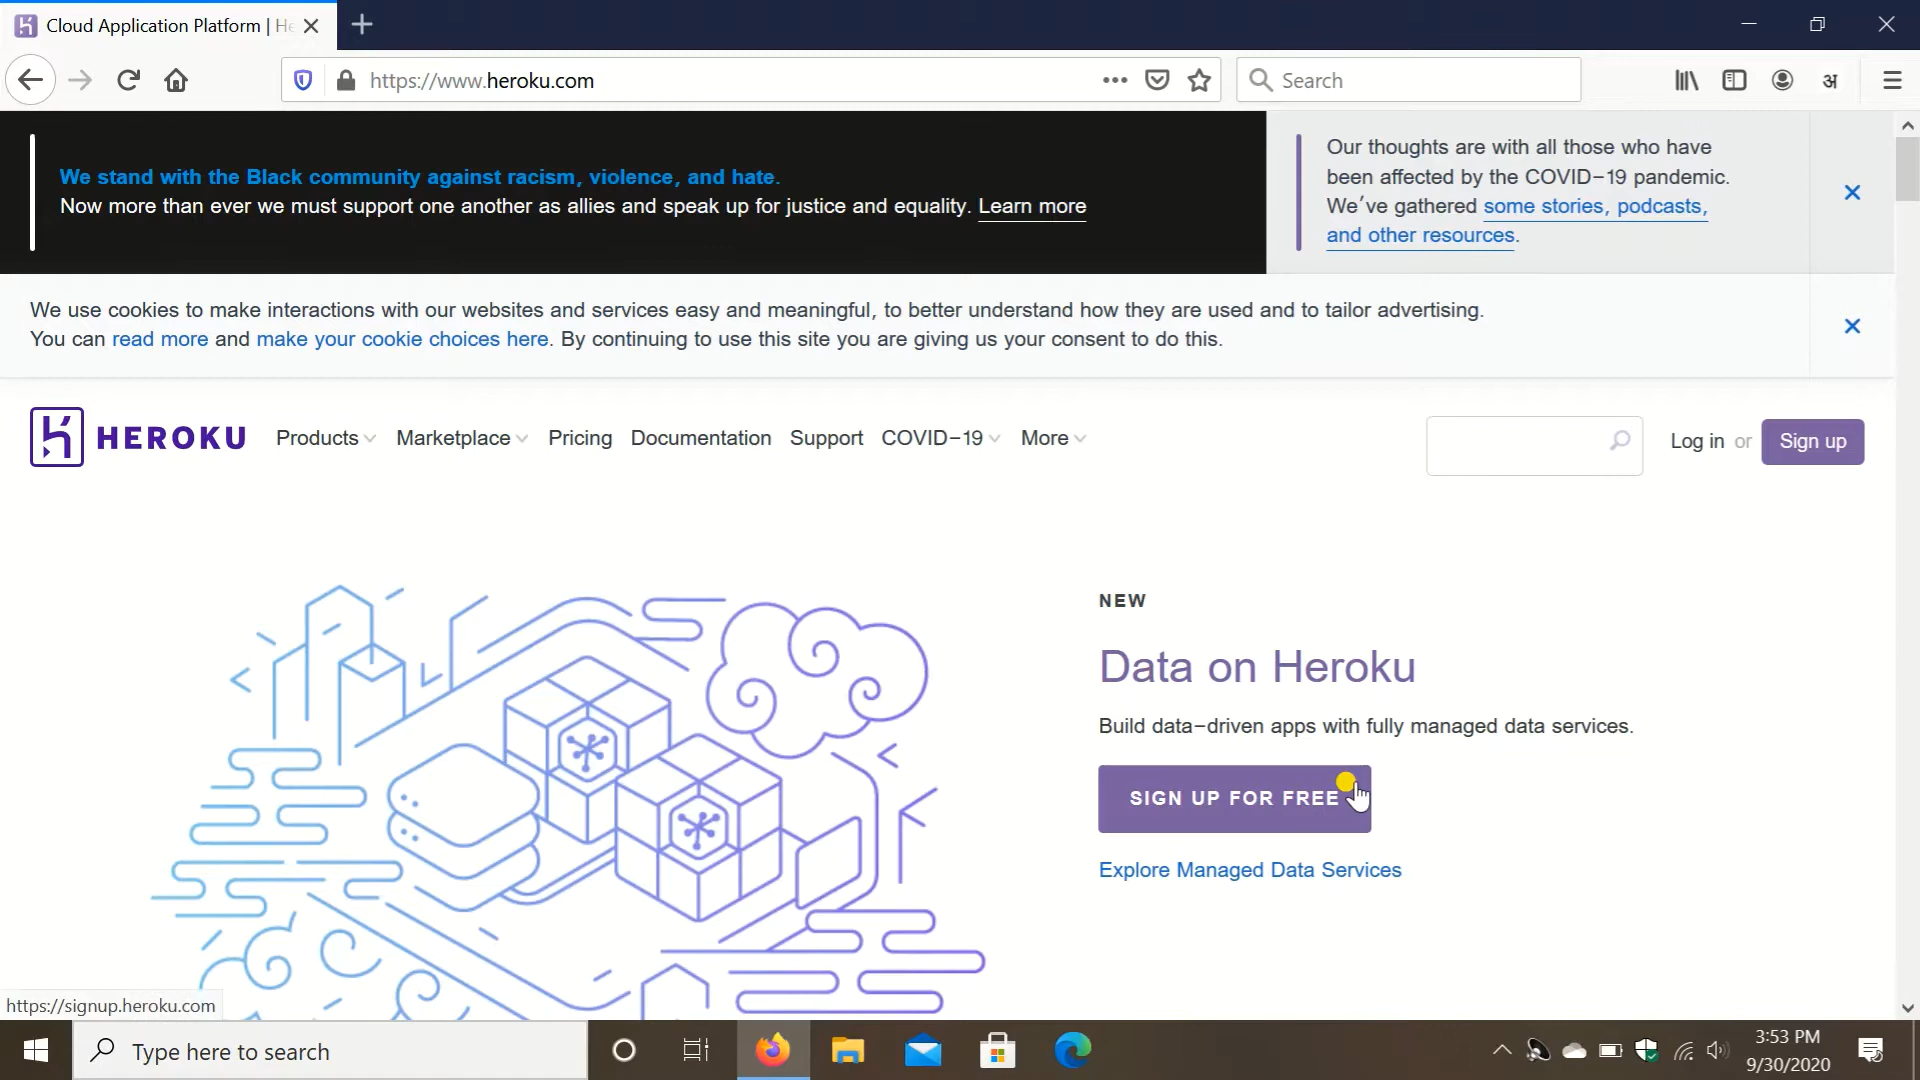 Cloud Application Platform | He
https://www.heroku.com
Search
अ
We stand with the Black community against racism, violence, and hate.
Now more than ever we must support one another as allies and speak up for justice and equality. Learn more
Our thoughts are with all those who have
been affected by the COVID-19 pandemic.
We've gathered some stories, podcasts,
and other resources.
We use cookies to make interactions with our websites and services easy and meaningful, to better understand how they are used and to tailor advertising.
You can read more and make your cookie choices here. By continuing to use this site you are giving us your consent to do this.
HEROKU
Products
Marketplace
Pricing
Documentation
Support
COVID-19
More
Log in or
Sign up
NEW
Data on Heroku
Build data-driven apps with fully managed data services.
SIGN UP FOR FREE
Explore Managed Data Services
https://signup.heroku.com
Type here to search
3:53 PM
9/30/2020